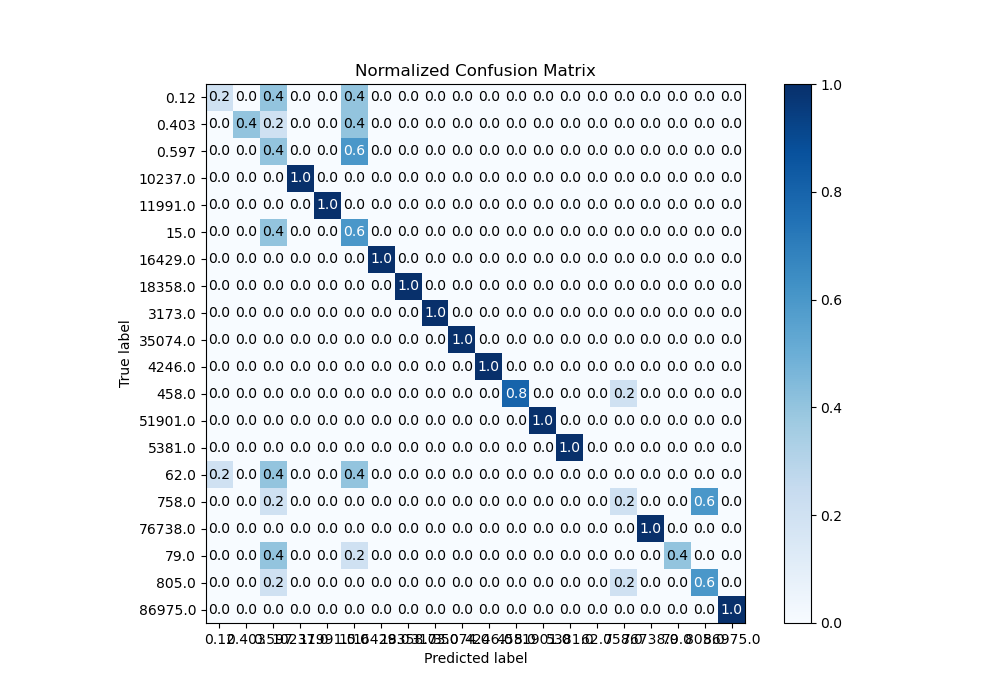 Normalized Confusion Matrix
True label
0.12 0.2 0.0 0.4 0.0 0.0 0.4 0.0 0.0 0.0 0.0 0.0 0.0 0.0 0.0 0.0 0.0 0.0 0.0 0.0 0.0
0.403 0.0 0.4 0.2 0.0 0.0 0.4 0.0 0.0 0.0 0.0 0.0 0.0 0.0 0.0 0.0 0.0 0.0 0.0 0.0 0.0
0.597 0.0 0.0 0.4 0.0 0.0 0.6 0.0 0.0 0.0 0.0 0.0 0.0 0.0 0.0 0.0 0.0 0.0 0.0 0.0 0.0
10237.0 0.0 0.0 0.0 1.0 0.0 0.0 0.0 0.0 0.0 0.0 0.0 0.0 0.0 0.0 0.0 0.0 0.0 0.0 0.0 0.0
11991.0 0.0 0.0 0.0 0.0 1.0 0.0 0.0 0.0 0.0 0.0 0.0 0.0 0.0 0.0 0.0 0.0 0.0 0.0 0.0 0.0
15.0 0.0 0.0 0.4 0.0 0.0 0.6 0.0 0.0 0.0 0.0 0.0 0.0 0.0 0.0 0.0 0.0 0.0 0.0 0.0 0.0
16429.0 0.0 0.0 0.0 0.0 0.0 0.0 1.0 0.0 0.0 0.0 0.0 0.0 0.0 0.0 0.0 0.0 0.0 0.0 0.0 0.0
18358.0 0.0 0.0 0.0 0.0 0.0 0.0 0.0 1.0 0.0 0.0 0.0 0.0 0.0 0.0 0.0 0.0 0.0 0.0 0.0 0.0
3173.0 0.0 0.0 0.0 0.0 0.0 0.0 0.0 0.0 1.0 0.0 0.0 0.0 0.0 0.0 0.0 0.0 0.0 0.0 0.0 0.0
35074.0 0.0 0.0 0.0 0.0 0.0 0.0 0.0 0.0 0.0 1.0 0.0 0.0 0.0 0.0 0.0 0.0 0.0 0.0 0.0 0.0
4246.0 0.0 0.0 0.0 0.0 0.0 0.0 0.0 0.0 0.0 0.0 1.0 0.0 0.0 0.0 0.0 0.0 0.0 0.0 0.0 0.0
458.0 0.0 0.0 0.0 0.0 0.0 0.0 0.0 0.0 0.0 0.0 0.0 0.8 0.0 0.0 0.0 0.2 0.0 0.0 0.0 0.0
51901.0 0.0 0.0 0.0 0.0 0.0 0.0 0.0 0.0 0.0 0.0 0.0 0.0 1.0 0.0 0.0 0.0 0.0 0.0 0.0 0.0
5381.0 0.0 0.0 0.0 0.0 0.0 0.0 0.0 0.0 0.0 0.0 0.0 0.0 0.0 1.0 0.0 0.0 0.0 0.0 0.0 0.0
62.0 0.2 0.0 0.4 0.0 0.0 0.4 0.0 0.0 0.0 0.0 0.0 0.0 0.0 0.0 0.0 0.0 0.0 0.0 0.0 0.0
758.0 0.0 0.0 0.2 0.0 0.0 0.0 0.0 0.0 0.0 0.0 0.0 0.0 0.0 0.0 0.0 0.2 0.0 0.0 0.6 0.0
76738.0 0.0 0.0 0.0 0.0 0.0 0.0 0.0 0.0 0.0 0.0 0.0 0.0 0.0 0.0 0.0 0.0 1.0 0.0 0.0 0.0
79.0 0.0 0.0 0.4 0.0 0.0 0.2 0.0 0.0 0.0 0.0 0.0 0.0 0.0 0.0 0.0 0.0 0.0 0.4 0.0 0.0
805.0 0.0 0.0 0.2 0.0 0.0 0.0 0.0 0.0 0.0 0.0 0.0 0.0 0.0 0.0 0.0 0.2 0.0 0.0 0.6 0.0
86975.0 0.0 0.0 0.0 0.0 0.0 0.0 0.0 0.0 0.0 0.0 0.0 0.0 0.0 0.0 0.0 0.0 0.0 0.0 0.0 1.0
Predicted label
1.0
0.8
0.6
0.4
0.2
0.0